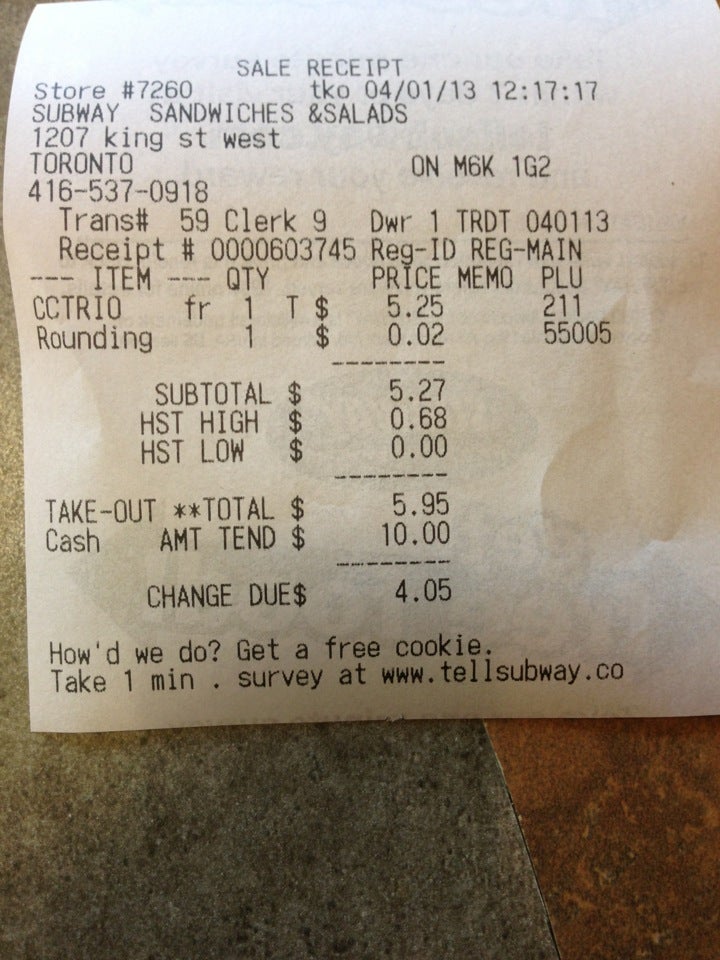 SALE RECEIPT
Store #7260 tko 04/01/13 12:17:17
SUBWAY SANDWICHES &SALADS
1207 king st west
TORONTO ON M6K 1G2
416-537-0918
Trans# 59 Clerk 9 Dwr 1 TRDT 040113
Receipt # 0000603745 Reg-ID REG-MAIN
--- ITEM --- QTY PRICE MEMO PLU
CCTRIO fr 1 T $ 5.25 211
Rounding 1 $ 0.02 55005
--------
SUBTOTAL $ 5.27
HST HIGH $ 0.68
HST LOW $ 0.00
--------
TAKE-OUT **TOTAL $ 5.95
Cash AMT TEND $ 10.00
--------
CHANGE DUE$ 4.05
How'd we do? Get a free cookie.
Take 1 min . survey at www.tellsubway.co